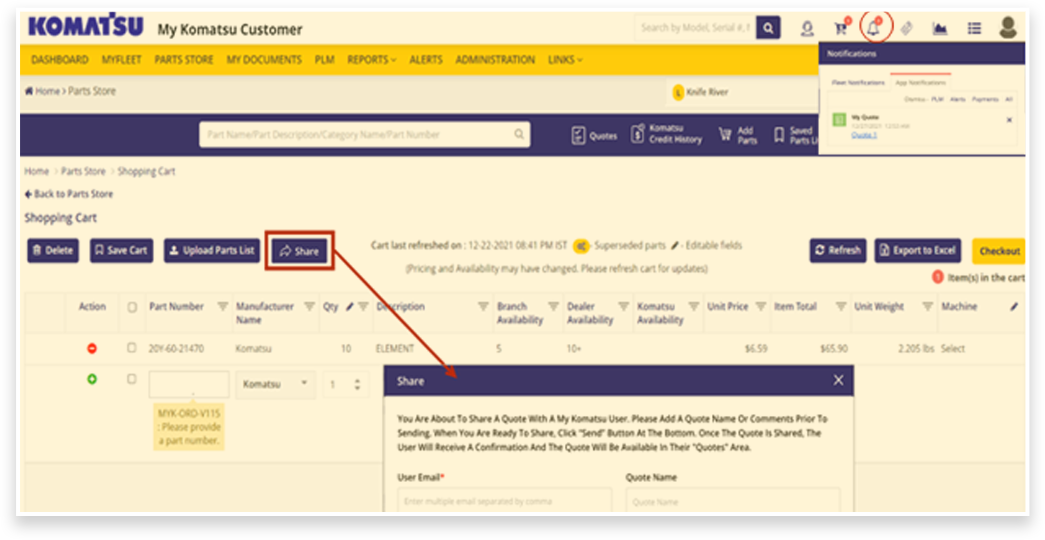 KOMATSU My Komatsu Customer
Search by Model, Serial #,
DASHBOARD MYFLEET PARTS STORE MY DOCUMENTS PLM REPORTS ALERTS ADMINISTRATION LINKS
Notifications
Fleet Notifications App Notifications
Dismiss - PLM Alerts Payments All
My Quote
12/27/2021 12:03 AM
Quote 1
Home > Parts Store
Knife River
Part Name/Part Description/Category Name/Part Number
Quotes
Komatsu
Credit History
Add
Parts
Saved
Parts
Home > Parts Store > Shopping Cart
Back to Parts Store
Shopping Cart
Delete Save Cart Upload Parts List Share
Cart last refreshed on : 12-22-2021 08:41 PM IST - Superseded parts - Editable fields
(Pricing and Availability may have changed. Please refresh cart for updates)
Refresh Export to Excel Checkout
1 Item(s) in the cart
Action Part Number Manufacturer Name Qty Description Branch Availability Dealer Availability Komatsu Availability Unit Price Item Total Unit Weight Machine
20Y-60-21470 Komatsu 10 ELEMENT 5 10+ $6.59 $65.90 2.205 lbs Select
Komatsu 1
MYK-ORD-V115
: Please provide
a part number.
Share X
You Are About To Share A Quote With A My Komatsu User. Please Add A Quote Name Or Comments Prior To
Sending. When You Are Ready To Share, Click "Send" Button At The Bottom. Once The Quote Is Shared, The
User Will Receive A Confirmation And The Quote Will Be Available In Their "Quotes" Area.
User Email* Quote Name
Enter multiple email separated by comma Quote Name